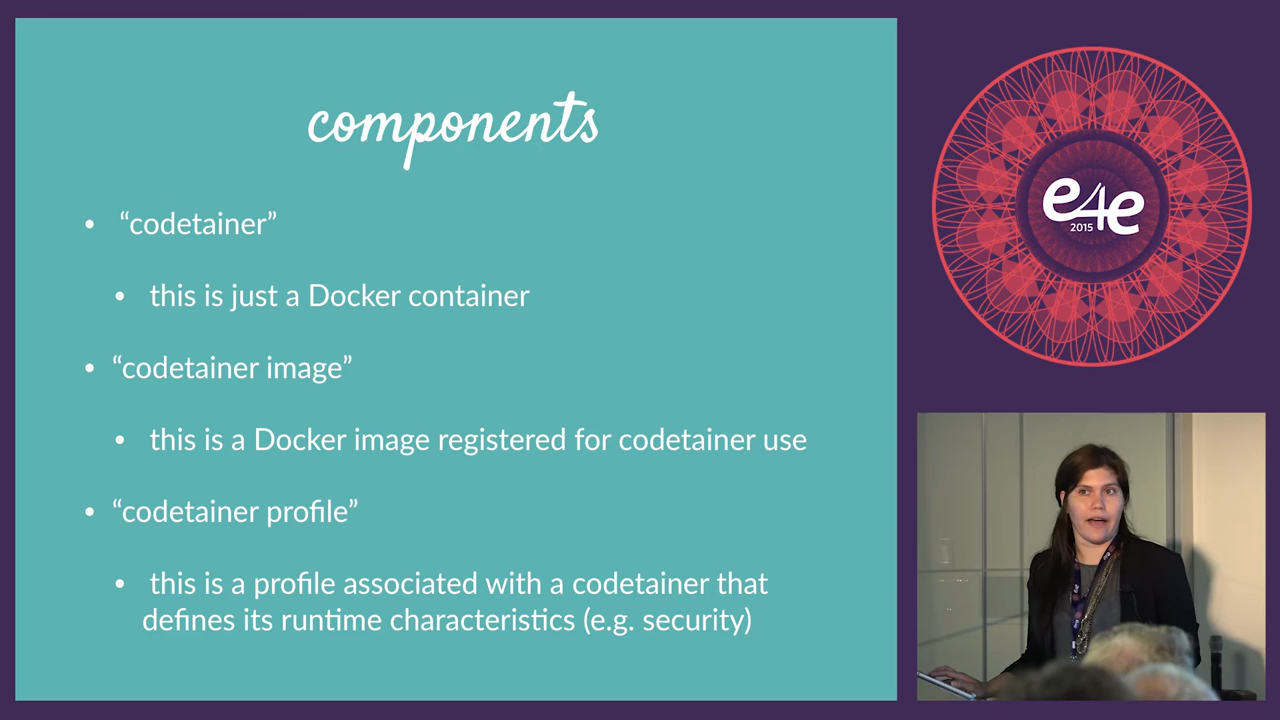 components
• “codetainer”
• this is just a Docker container
• “codetainer image”
• this is a Docker image registered for codetainer use
• “codetainer profile”
• this is a profile associated with a codetainer that
defines its runtime characteristics (e.g. security)
e4e
2015